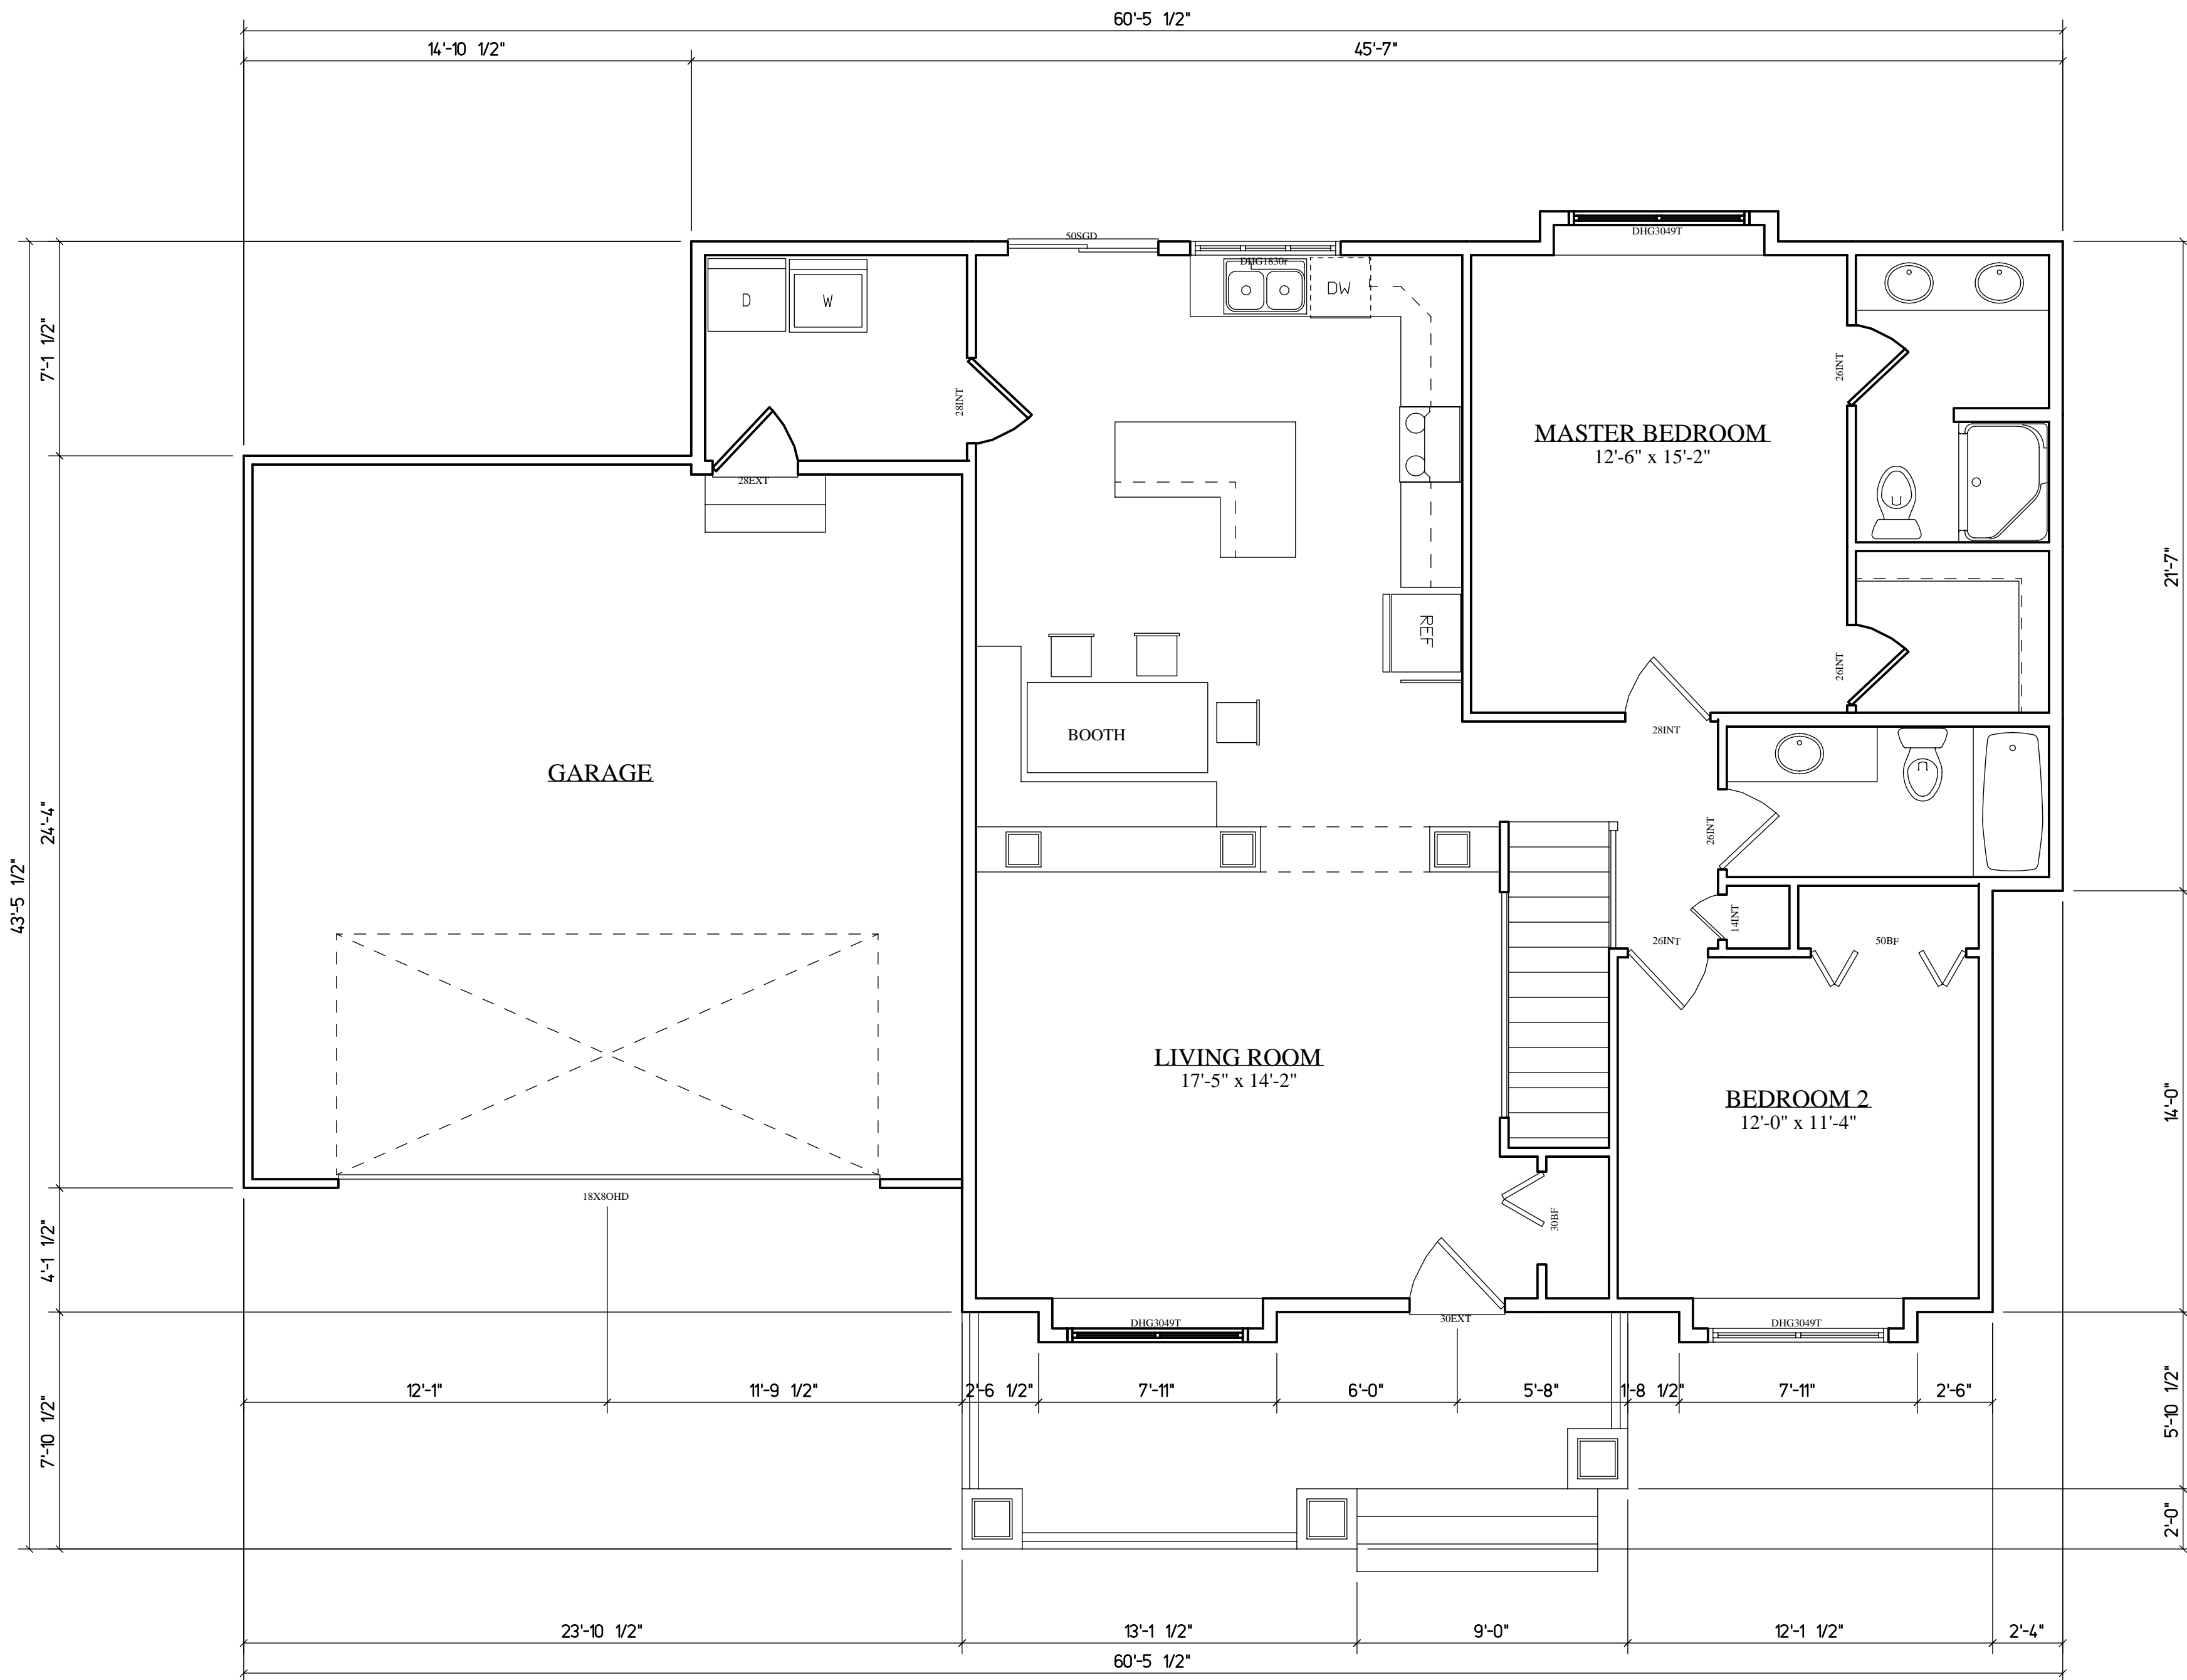 60'-5 1/2"
14'-10 1/2"
45'-7"
50SGD
DHG1830r
DHG3049T
D
W
DW
7'-1 1/2"
28INT
26INT
MASTER BEDROOM
12'-6" x 15'-2"
28EXT
21'-7"
REF
26INT
28INT
BOOTH
GARAGE
24'-4"
43'-5 1/2"
26INT
14INT
26INT
50BF
LIVING ROOM
17'-5" x 14'-2"
BEDROOM 2
12'-0" x 11'-4"
14'-0"
18X8OHD
30BF
4'-1 1/2"
DHG3049T
30EXT
DHG3049T
12'-1"
11'-9 1/2"
2'-6 1/2"
7'-11"
6'-0"
5'-8"
1'-8 1/2"
7'-11"
2'-6"
7'-10 1/2"
5'-10 1/2"
2'-0"
23'-10 1/2"
13'-1 1/2"
9'-0"
12'-1 1/2"
2'-4"
60'-5 1/2"